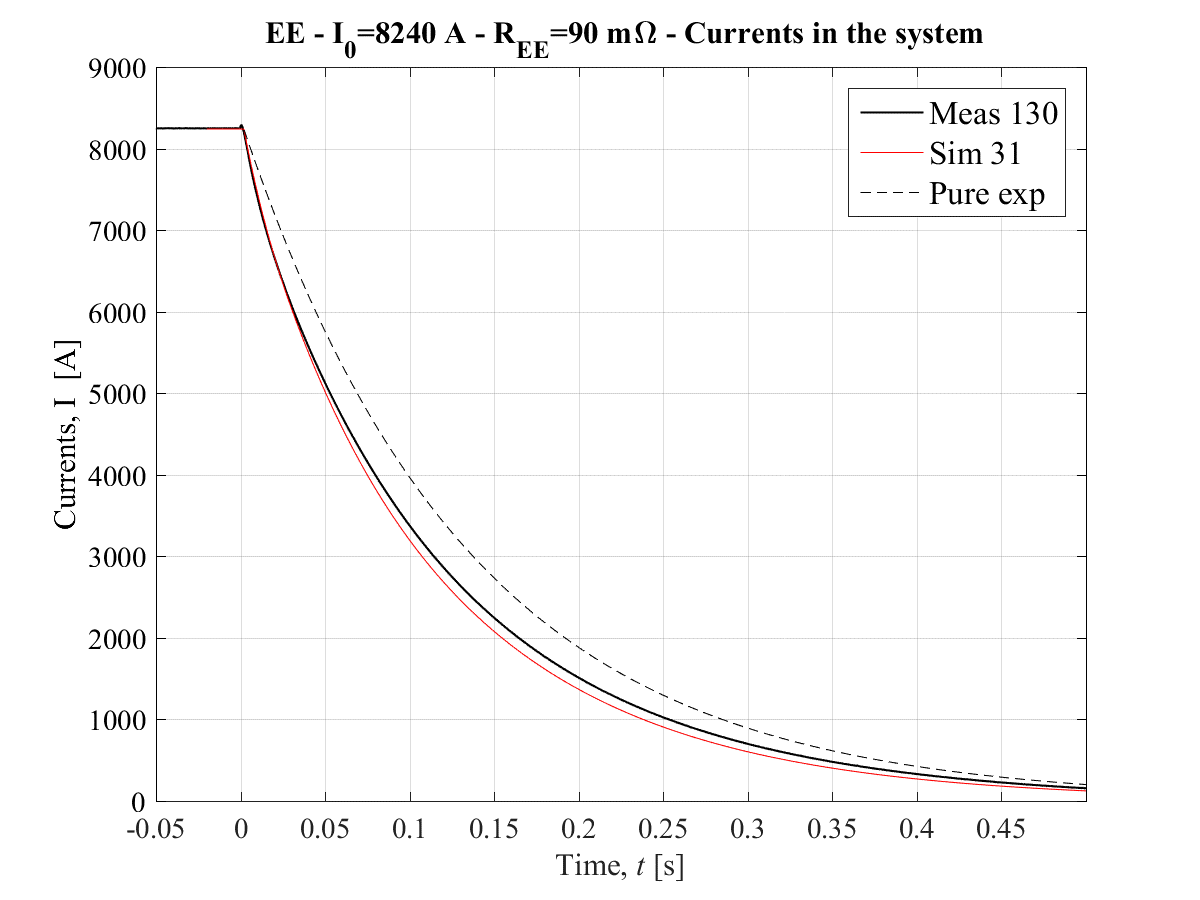 EE - I0=8240 A - REE=90 mΩ - Currents in the system
9000
8000
7000
6000
5000
4000
3000
2000
1000
0
Currents, I [A]
Meas 130
Sim 31
Pure exp
-0.05 0 0.05 0.1 0.15 0.2 0.25 0.3 0.35 0.4 0.45
Time, t [s]